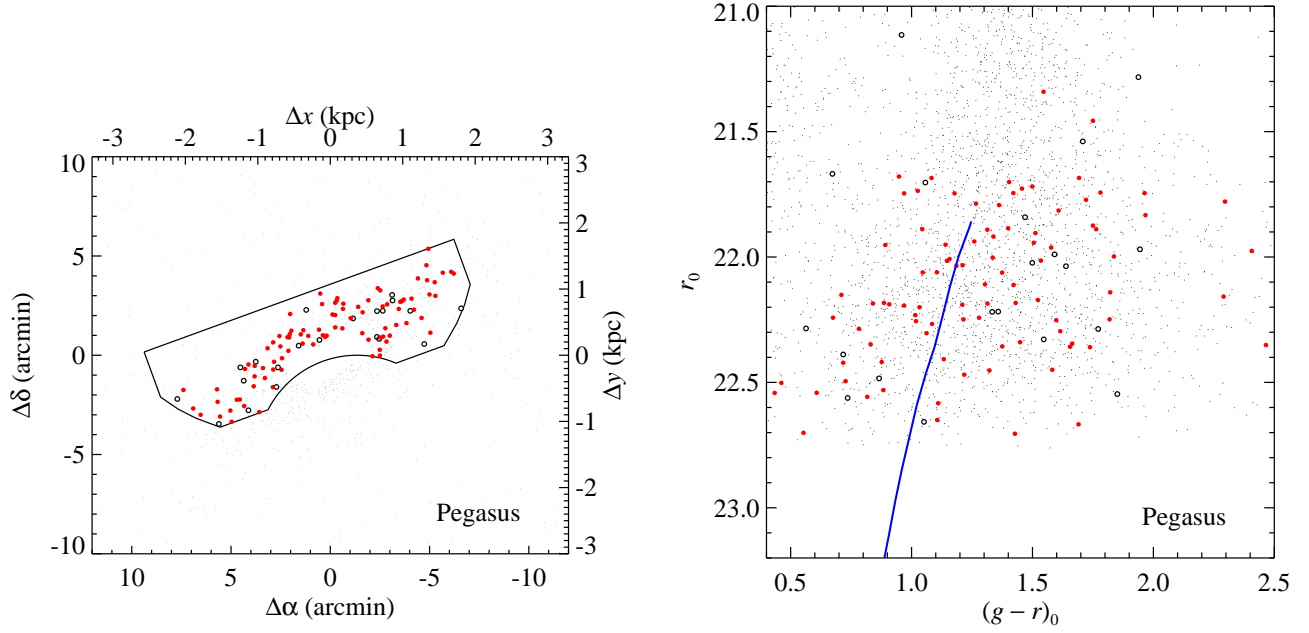 Δx (kpc)
-3 -2 -1 0 1 2 3
10
5
0
-5
-10
Δδ (arcmin)
3
2
1
0
-1
-2
-3
Δy (kpc)
Pegasus
10 5 0 -5 -10
Δα (arcmin)
21.0
21.5
22.0
22.5
23.0
r₀
Pegasus
0.5 1.0 1.5 2.0 2.5
(g − r)₀